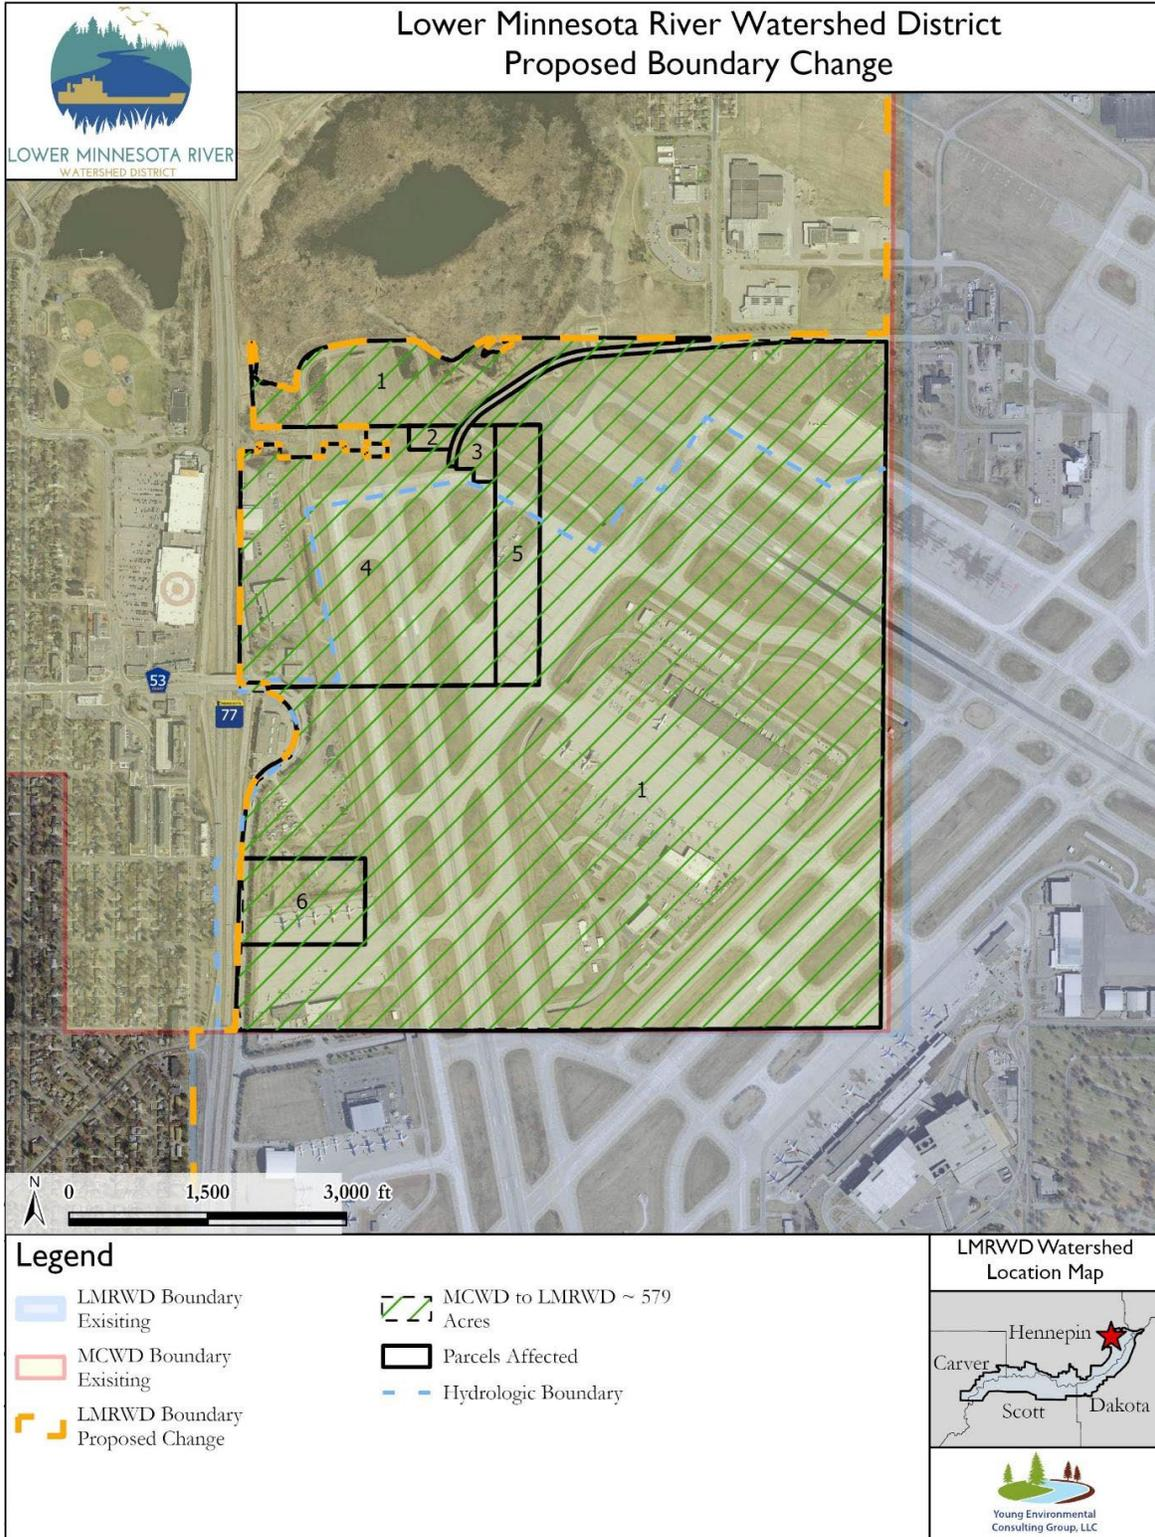 LOWER MINNESOTA RIVER
WATERSHED DISTRICT
Lower Minnesota River Watershed District
Proposed Boundary Change
1
2
3
4
5
53
77
1
6
N
0 1,500 3,000 ft
Legend
LMRWD Boundary
Exisiting
MCWD Boundary
Exisiting
LMRWD Boundary
Proposed Change
MCWD to LMRWD ~ 579
Acres
Parcels Affected
Hydrologic Boundary
LMRWD Watershed
Location Map
Hennepin
Carver
Scott
Dakota
Young Environmental
Consulting Group, LLC